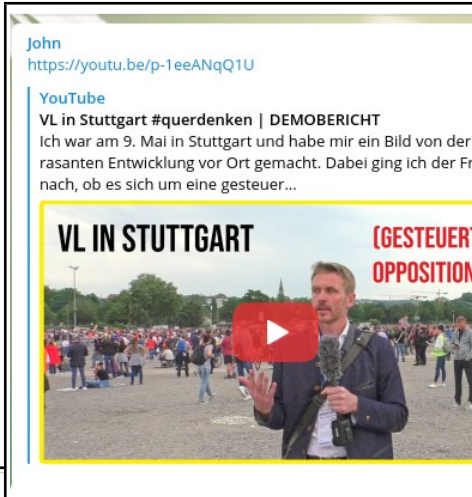 John
https://youtu.be/p-1eeANqQ1U
YouTube
VL in Stuttgart #querdenken | DEMOBERICHT
Ich war am 9. Mai in Stuttgart und habe mir ein Bild von der
rasanten Entwicklung vor Ort gemacht. Dabei ging ich der Fr
nach, ob es sich um eine gesteuer...
VL IN STUTTGART
(GESTEUERT
OPPOSITION